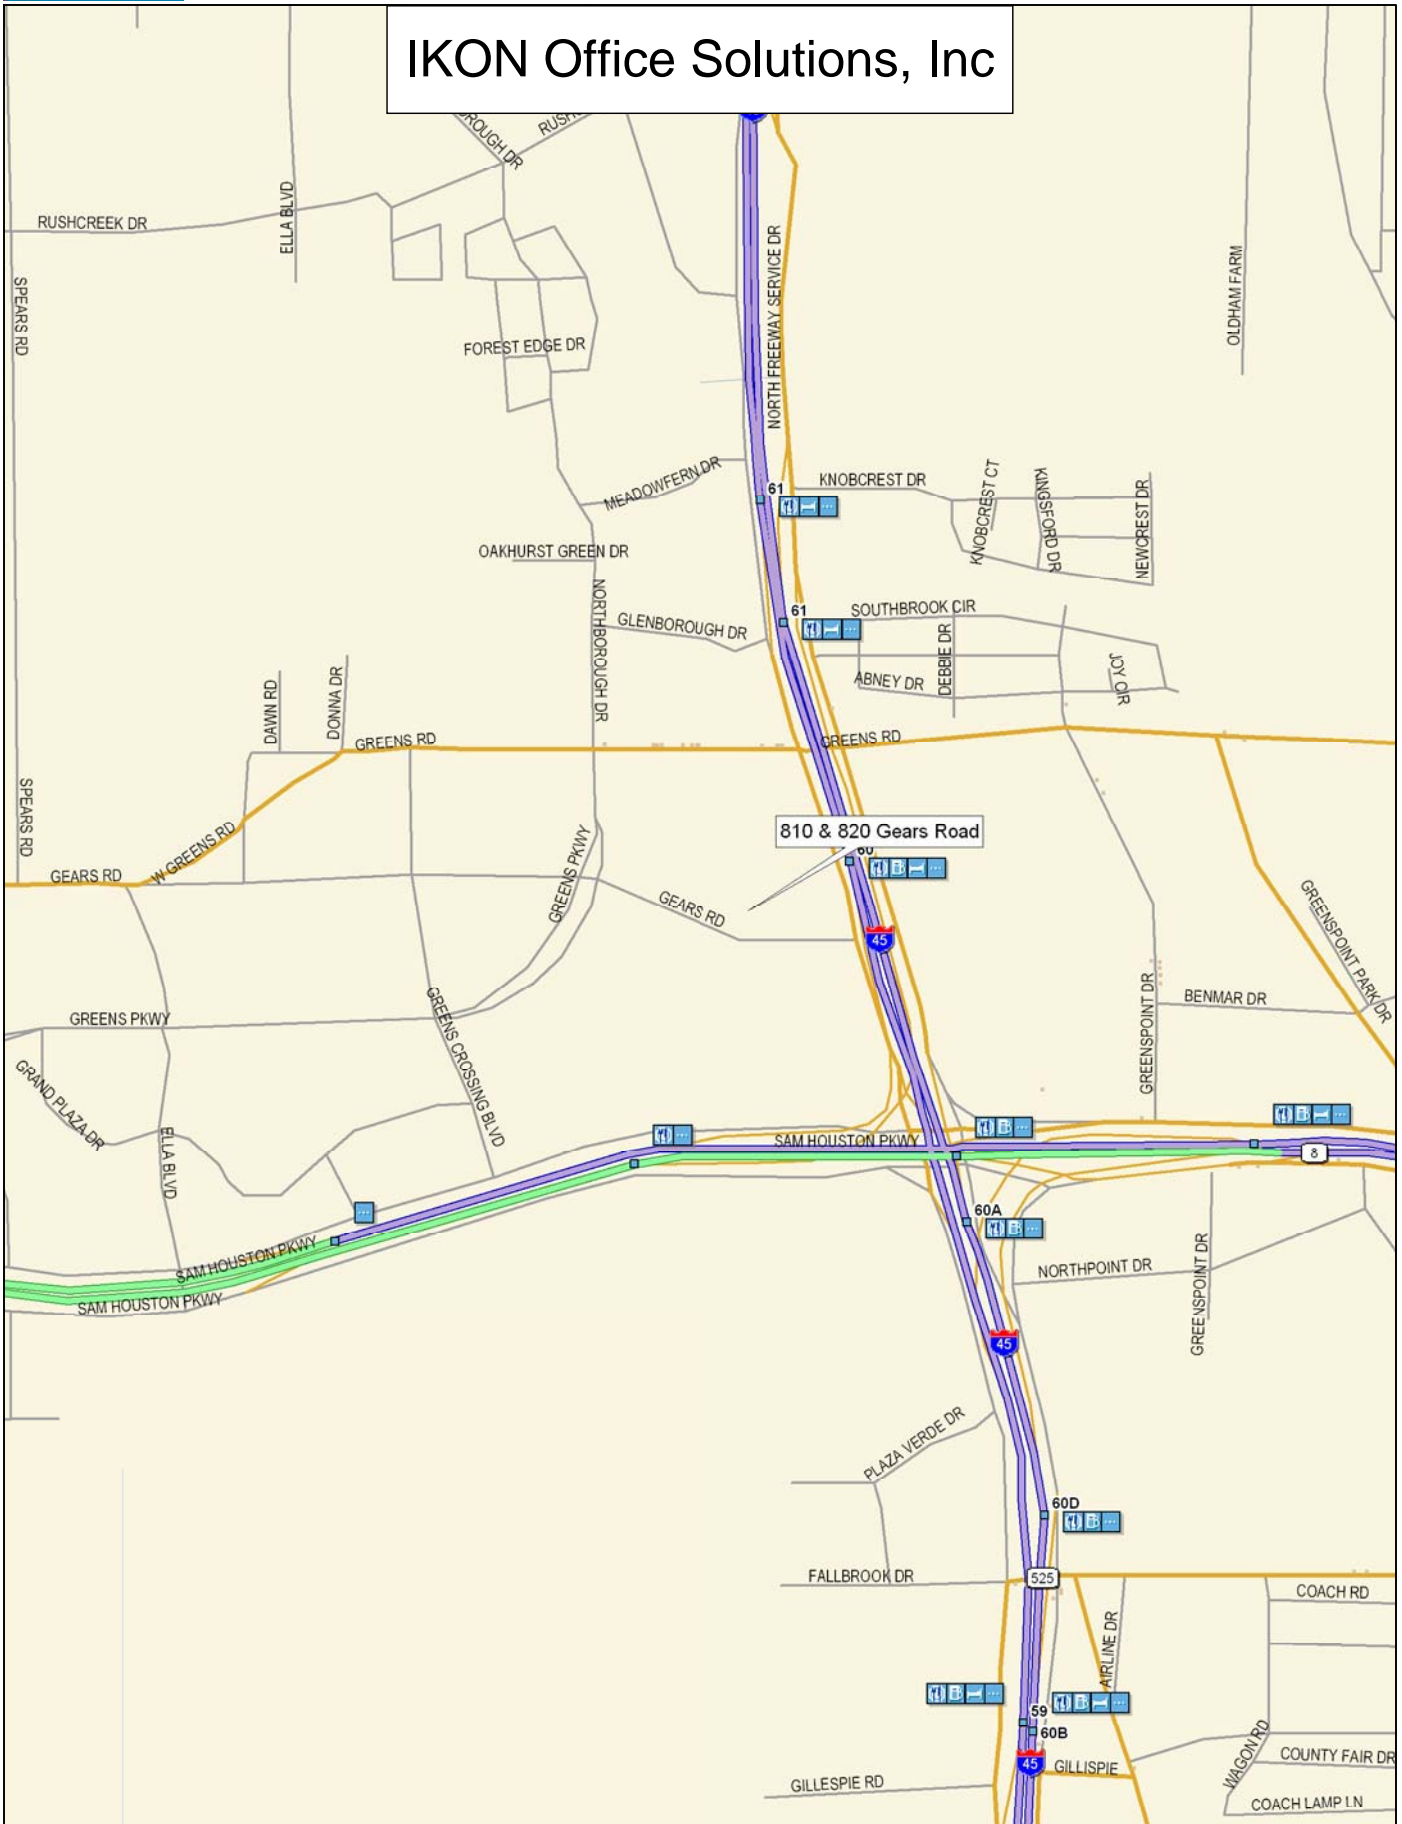 IKON Office Solutions, Inc
ROUGH DR
RUSH
RUSHCREEK DR
ELLA BLVD
SPEARS RD
NORTH FREEWAY SERVICE DR
OLDHAM FARM
FOREST EDGE DR
MEADOWFERN DR
61
KNOBCREST DR
KNOBCREST CT
KINGSFORD DR
NEWCREST DR
OAKHURST GREEN DR
NORTHBOROUGH DR
GLENBOROUGH DR
61
SOUTHBROOK CIR
DEBBIE DR
ABNEY DR
JOY CIR
DAWN RD
DONNA DR
GREENS RD
GREENS RD
SPEARS RD
W GREENS RD
GEARS RD
GREENS PKWY
810 & 820 Gears Road
60
GEARS RD
45
GREENSPOINT PARK DR
GREENSPOINT DR
BENMAR DR
GREENS PKWY
GREENS CROSSING BLVD
GRAND PLAZA DR
ELLA BLVD
SAM HOUSTON PKWY
8
60A
SAM HOUSTON PKWY
SAM HOUSTON PKWY
NORTHPOINT DR
GREENSPOINT DR
45
PLAZA VERDE DR
60D
FALLBROOK DR
525
COACH RD
AIRLINE DR
59
60B
45
GILLISPIE
WAGON RD
COUNTY FAIR DR
GILLESPIE RD
COACH LAMP LN